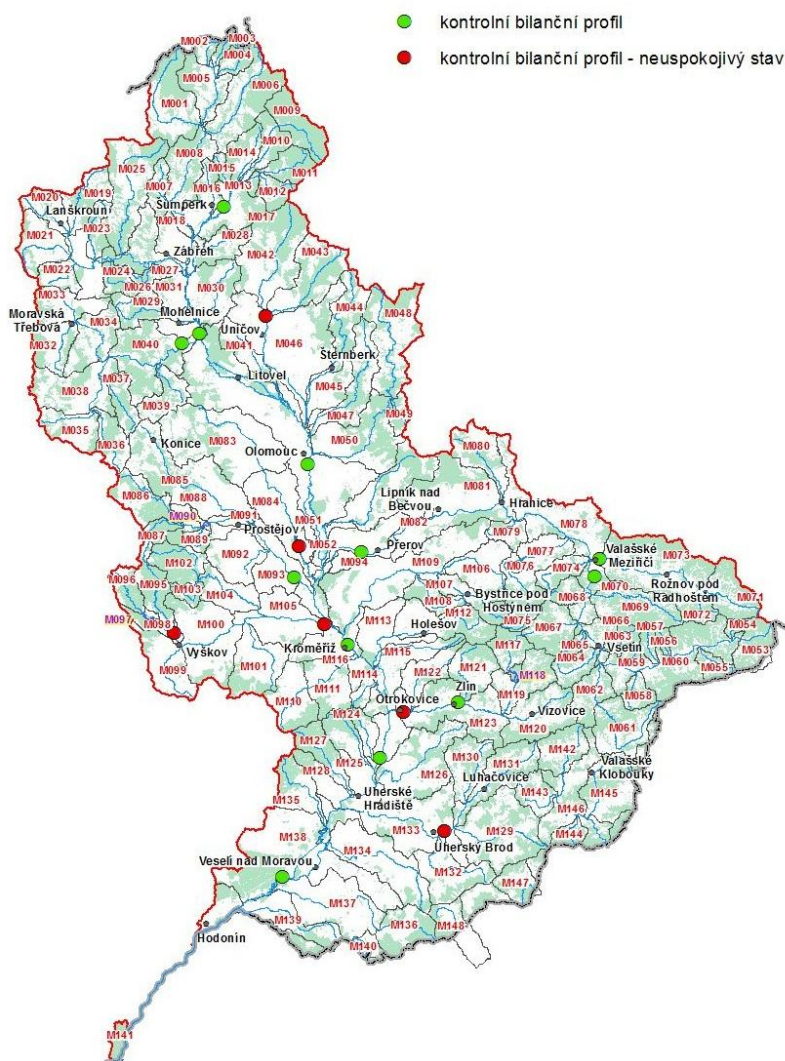 kontrolní bilanční profil
kontrolní bilanční profil - neuspokojivý stav
M002
M003
M004
M005
M001
M006
M009
M008
M014
M010
M025
M015
M011
M007
M016
M013
M012
M020
M019
Šumperk
Lanškroun
M018
M017
M021
M023
M028
Zábřeh
M042
M043
M022
M024
M027
M026
M031
M030
M033
M029
M044
M048
Moravská
Třebová
M034
Mohelnice
Uničov
M032
M040
M041
M046
Šternberk
M037
Litovel
M045
M038
M039
M047
M049
M035
M036
Konice
M083
M050
M080
Olomouc
M085
M081
M086
M088
M084
Lipník nad
Bečvou
Hranice
M090
M091
M051
M082
M078
M087
M089
Prostějov
M052
M079
M092
M094
Přerov
M077
Valašské
Meziříčí
M073
M102
M109
M106
M076
M074
M096
M095
M093
M107
M070
Rožnov pod
Radhoštěm
M071
M103
M104
M108
Bystřice pod
Hostýnem
M068
M069
M072
M105
M112
M097
M098
M100
M113
Holešov
M075
M067
M066
M057
M054
Vyškov
Kroměříž
M115
M117
M065
M063
M056
M053
M099
M101
M116
M064
Vsetín
M059
M060
M055
M114
M122
M121
M118
M111
M110
Otrokovice
Zlín
M119
M062
M058
M124
M123
Vizovice
M120
M061
M127
M125
M130
M142
M128
M126
M131
Valašské
Klobouky
Luhačovice
M135
Uherské
Hradiště
M143
M145
M146
M138
M133
M129
M144
Uherský Brod
Veselí nad Moravou
M134
M132
M147
M137
M139
M136
M148
Hodonín
M140
M141